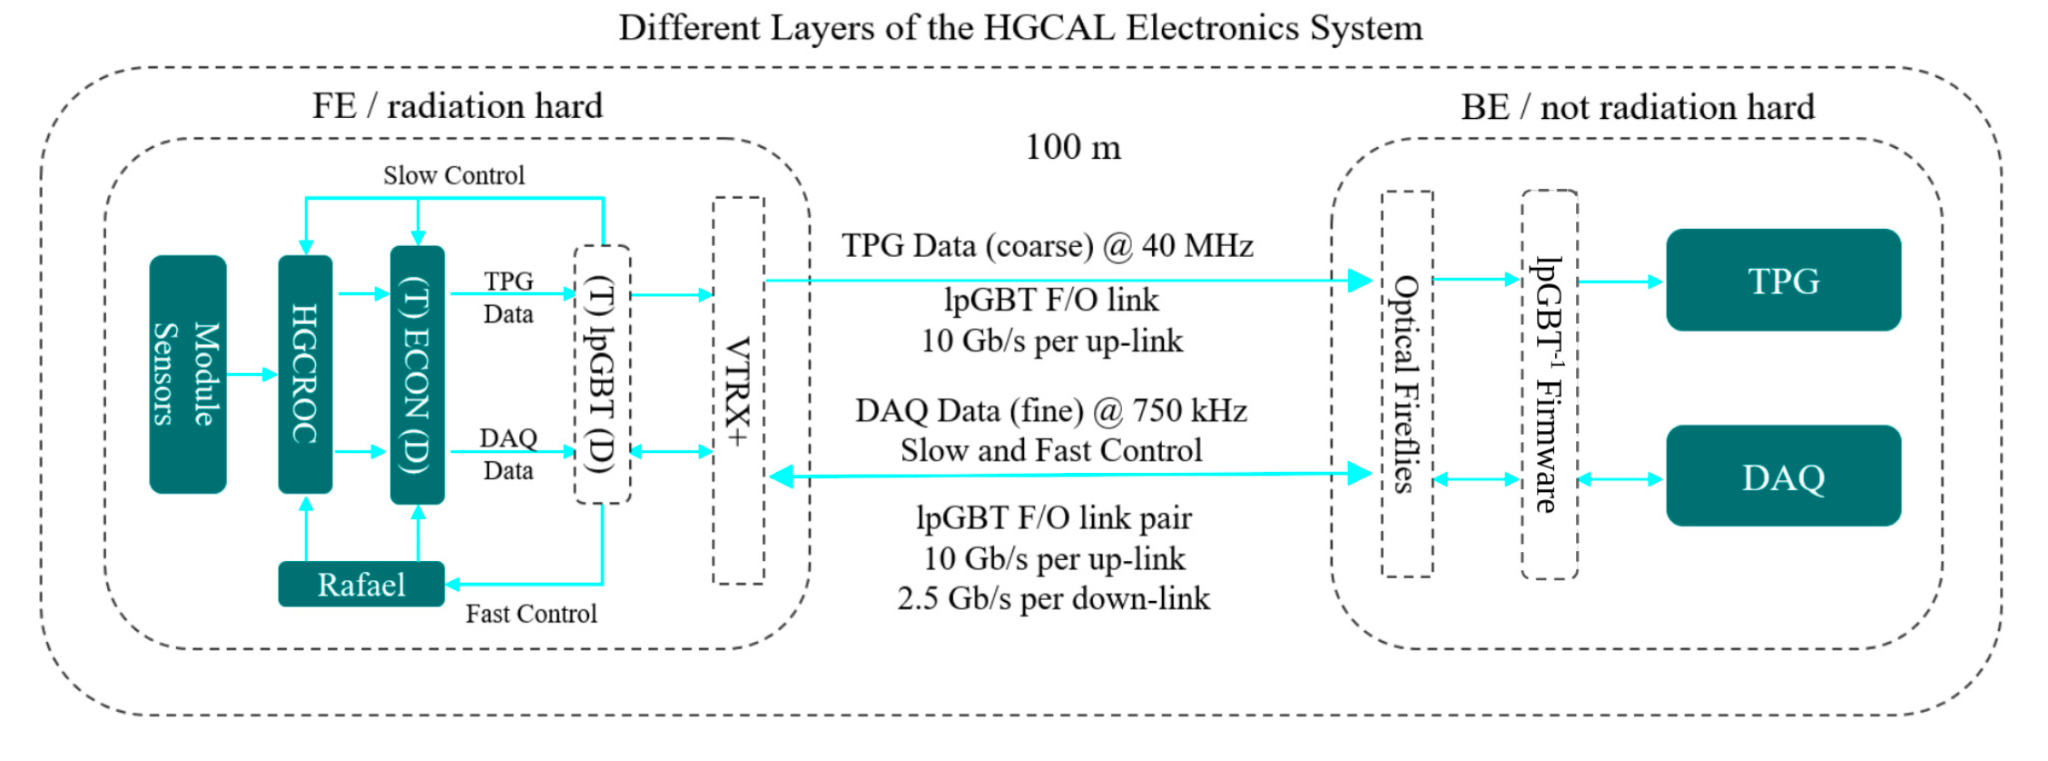 Different Layers of the HGCAL Electronics System
FE / radiation hard
BE / not radiation hard
100 m
Slow Control
Module
Sensors
HGCROC
(T) ECON (D)
TPG
Data
DAQ
Data
(T) lpGBT (D)
VTRX+
Rafael
Fast Control
TPG Data (coarse) @ 40 MHz
lpGBT F/O link
10 Gb/s per up-link
DAQ Data (fine) @ 750 kHz
Slow and Fast Control
lpGBT F/O link pair
10 Gb/s per up-link
2.5 Gb/s per down-link
Optical Fireflies
lpGBT⁻¹ Firmware
TPG
DAQ